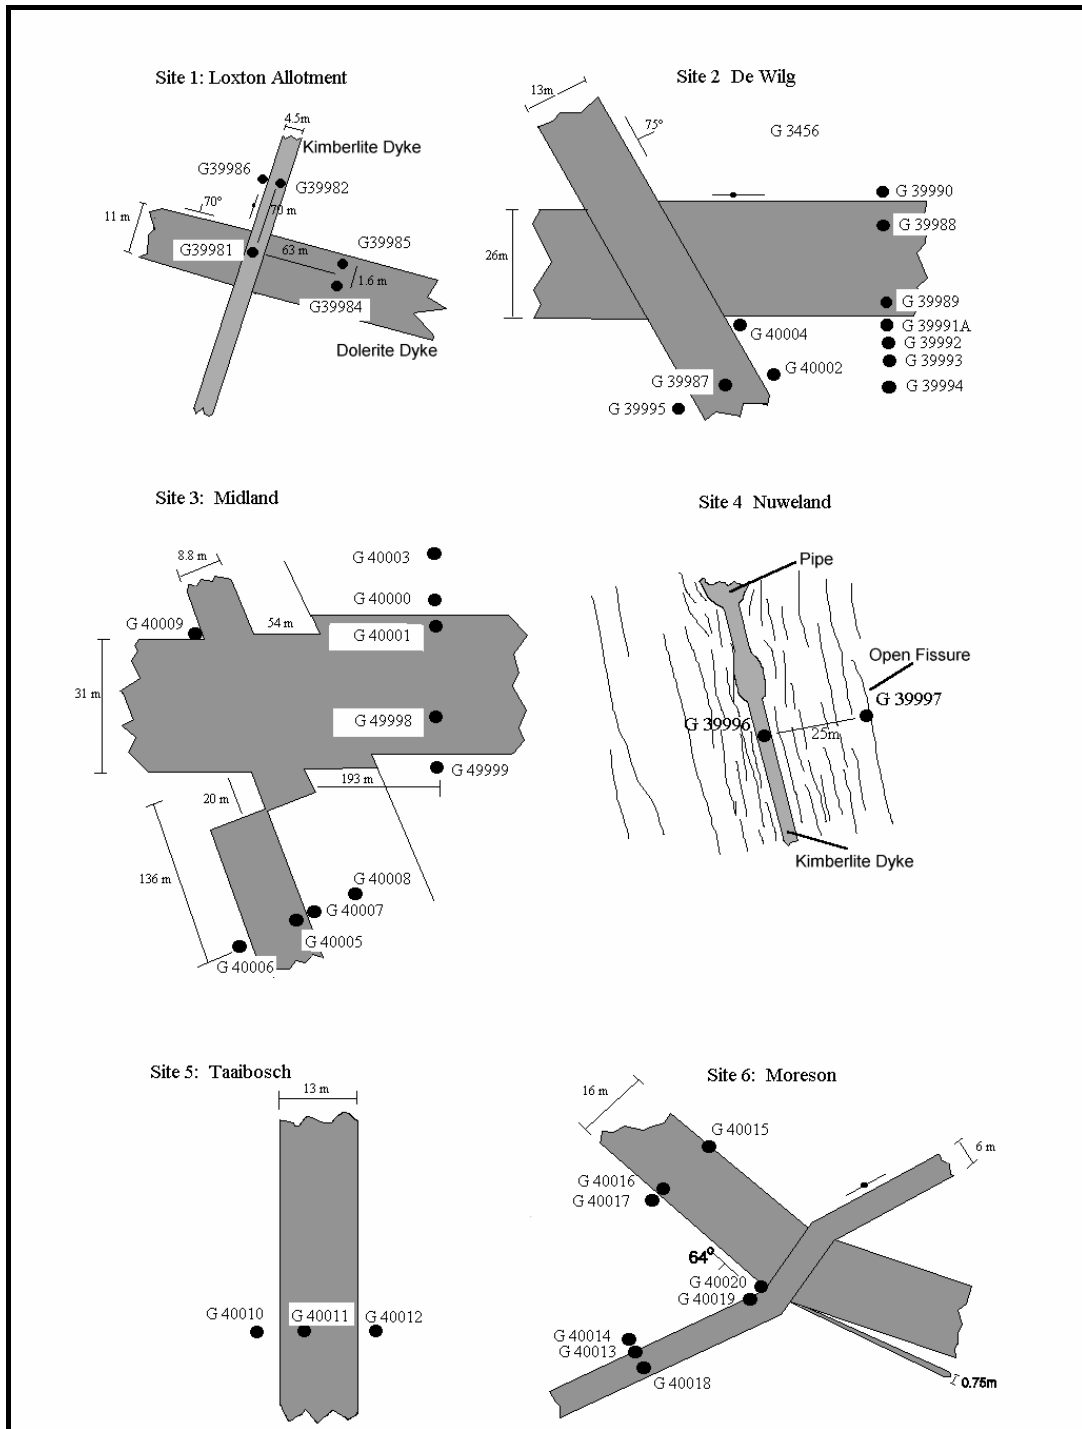 Site 1: Loxton Allotment
4.5m
Kimberlite Dyke
G39986
G39982
70°
70 m
11 m
G39981
63 m
G39985
1.6 m
G39984
Dolerite Dyke
Site 2 De Wilg
13m
75°
G 3456
G 39990
G 39988
26m
G 39989
G 39991A
G 40004
G 39992
G 39993
G 40002
G 39987
G 39994
G 39995
Site 3: Midland
8.8 m
G 40003
G 40000
G 40009
54 m
G 40001
31 m
G 49998
G 49999
193 m
20 m
136 m
G 40008
G 40007
G 40005
G 40006
Site 4 Nuweland
Pipe
Open Fissure
G 39997
G 39996
25m
Kimberlite Dyke
Site 5: Taaibosch
13 m
G 40010
G 40011
G 40012
Site 6: Moreson
16 m
G 40015
6 m
G 40016
G 40017
64°
G 40020
G 40019
G 40014
G 40013
G 40018
0.75m